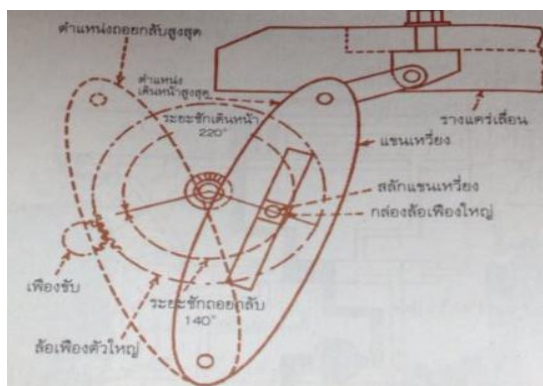 ตำแหน่งถอยกลับสูงสุด
ตำแหน่ง
เดินหน้าสูงสุด
ระยะชักเดินหน้า
220°
รางแคร่เลื่อน
แขนเหวี่ยง
สลักแขนเหวี่ยง
กล่องล้อเฟืองใหญ่
เฟืองขับ
ระยะชักถอยกลับ
140°
ล้อเฟืองตัวใหญ่